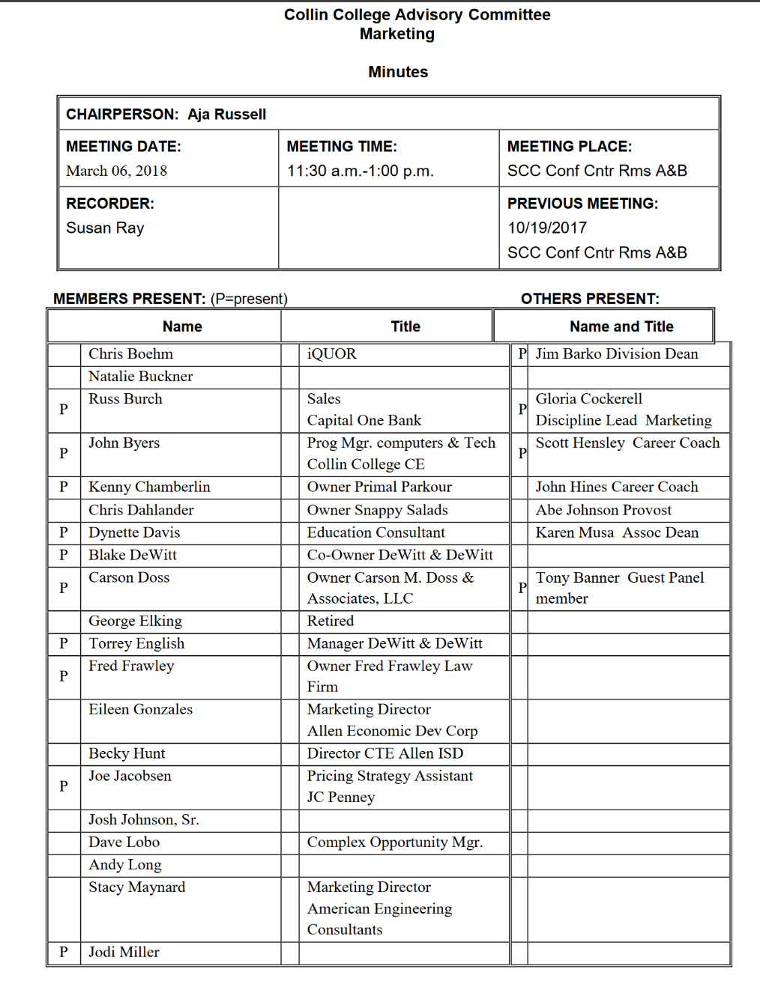 Collin College Advisory Committee
Marketing
Minutes
CHAIRPERSON: Aja Russell
MEETING DATE:
March 06, 2018
MEETING TIME:
11:30 a.m.-1:00 p.m.
MEETING PLACE:
SCC Conf Cntr Rms A&B
RECORDER:
Susan Ray
PREVIOUS MEETING:
10/19/2017
SCC Conf Cntr Rms A&B
MEMBERS PRESENT: (P=present) OTHERS PRESENT:
Name Title Name and Title
Chris Boehm iQUOR P Jim Barko Division Dean
Natalie Buckner
P Russ Burch Sales P Gloria Cockerell
Capital One Bank Discipline Lead Marketing
P John Byers Prog Mgr. computers & Tech P Scott Hensley Career Coach
Collin College CE
P Kenny Chamberlin Owner Primal Parkour John Hines Career Coach
Chris Dahlander Owner Snappy Salads Abe Johnson Provost
P Dynette Davis Education Consultant Karen Musa Assoc Dean
P Blake DeWitt Co-Owner DeWitt & DeWitt
P Carson Doss Owner Carson M. Doss & P Tony Banner Guest Panel
Associates, LLC member
George Elking Retired
P Torrey English Manager DeWitt & DeWitt
P Fred Frawley Owner Fred Frawley Law
Firm
Eileen Gonzales Marketing Director
Allen Economic Dev Corp
Becky Hunt Director CTE Allen ISD
P Joe Jacobsen Pricing Strategy Assistant
JC Penney
Josh Johnson, Sr.
Dave Lobo Complex Opportunity Mgr.
Andy Long
Stacy Maynard Marketing Director
American Engineering
Consultants
P Jodi Miller